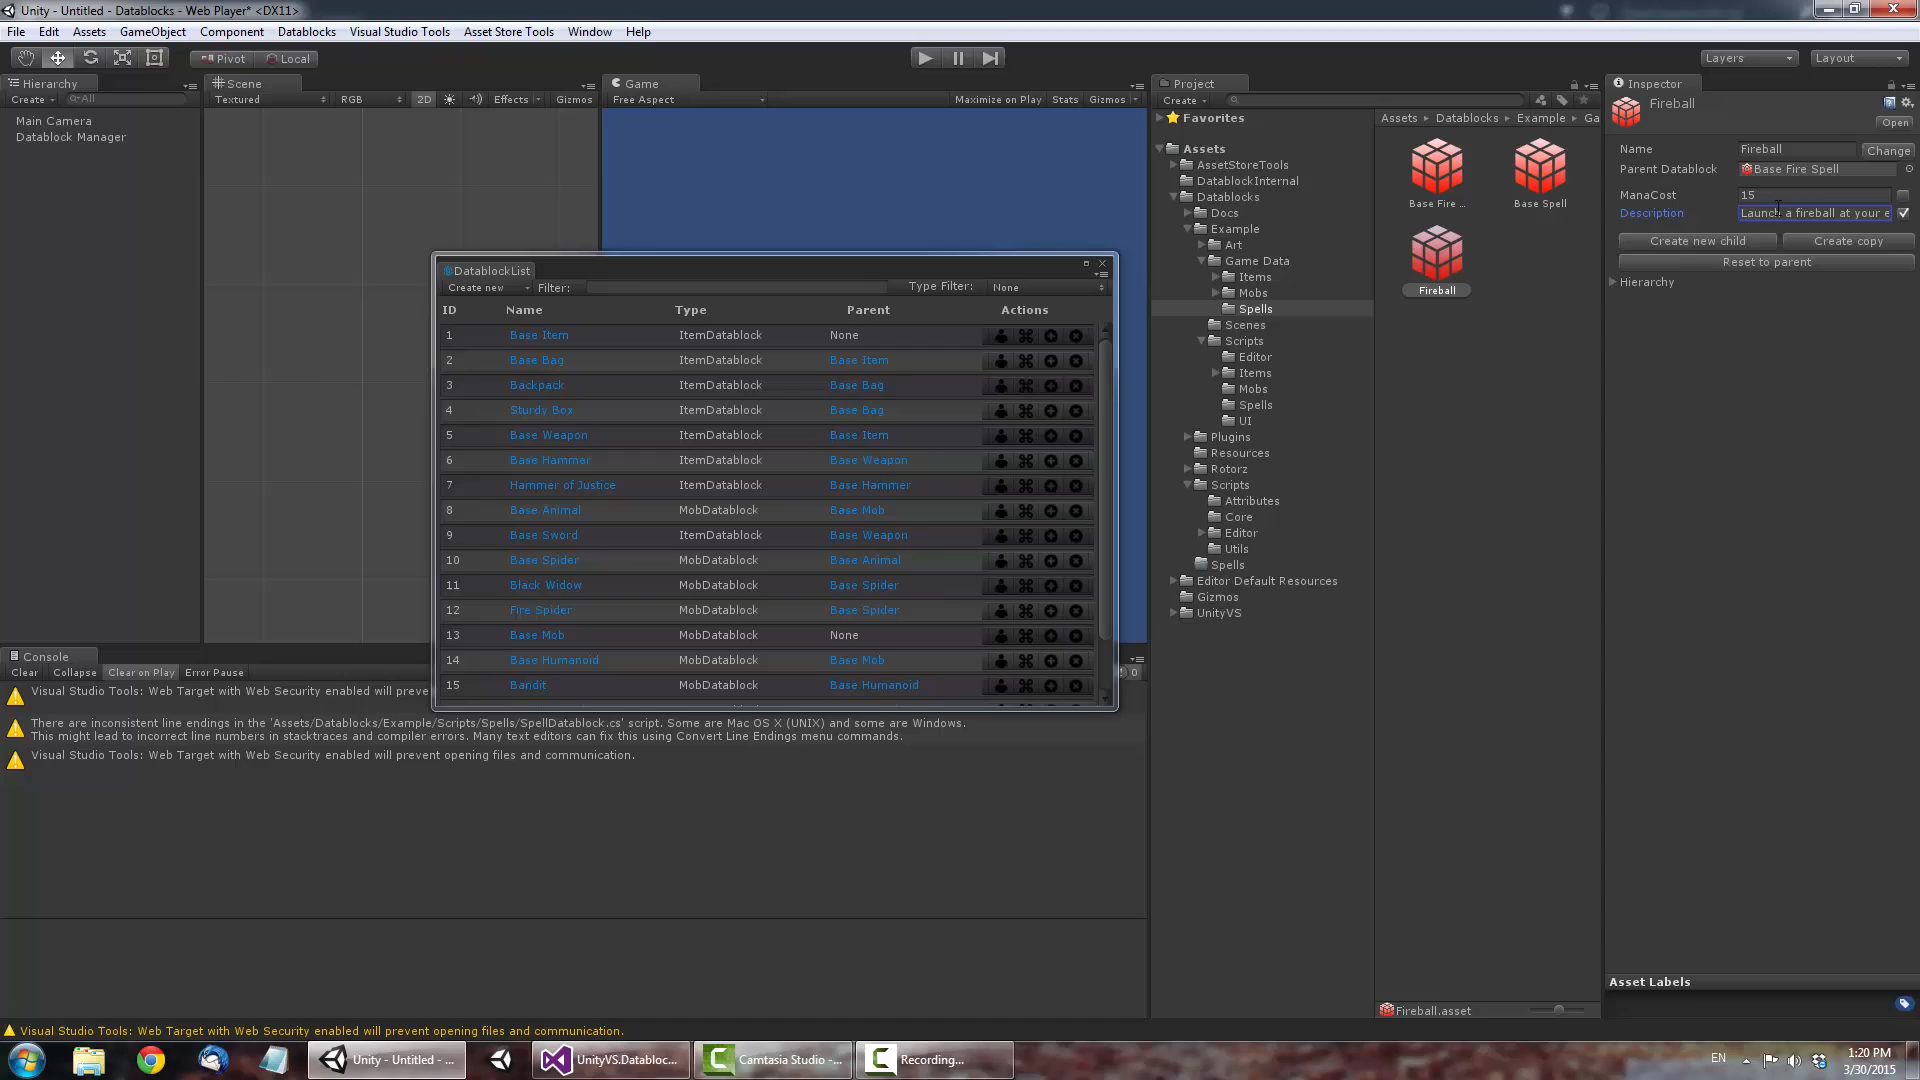 Unity - Untitled - Datablocks - Web Player* <DX11>
File Edit Assets GameObject Component Datablocks Visual Studio Tools Asset Store Tools Window Help
Pivot Local Layers Layout
Hierarchy
Create All
Main Camera
Datablock Manager
Scene
Textured RGB 2D Effects Gizmos
Game
Free Aspect Maximize on Play Stats Gizmos
DatablockList
Create new Filter: Type Filter: None
ID Name Type Parent Actions
1 Base Item ItemDatablock None
2 Base Bag ItemDatablock Base Item
3 Backpack ItemDatablock Base Bag
4 Sturdy Box ItemDatablock Base Bag
5 Base Weapon ItemDatablock Base Item
6 Base Hammer ItemDatablock Base Weapon
7 Hammer of Justice ItemDatablock Base Hammer
8 Base Animal MobDatablock Base Mob
9 Base Sword ItemDatablock Base Weapon
10 Base Spider MobDatablock Base Animal
11 Black Widow MobDatablock Base Spider
12 Fire Spider MobDatablock Base Spider
13 Base Mob MobDatablock None
14 Base Humanoid MobDatablock Base Mob
15 Bandit MobDatablock Base Humanoid
Console
Clear Collapse Clear on Play Error Pause 0
Visual Studio Tools: Web Target with Web Security enabled will preve
There are inconsistent line endings in the 'Assets/Datablocks/Example/Scripts/Spells/SpellDatablock.cs' script. Some are Mac OS X (UNIX) and some are Windows.
This might lead to incorrect line numbers in stacktraces and compiler errors. Many text editors can fix this using Convert Line Endings menu commands.
Visual Studio Tools: Web Target with Web Security enabled will prevent opening files and communication.
Project
Create
Favorites
Assets
AssetStoreTools
DatablockInternal
Datablocks
Docs
Example
Art
Game Data
Items
Mobs
Spells
Scenes
Scripts
Editor
Items
Mobs
Spells
UI
Plugins
Resources
Rotorz
Scripts
Attributes
Core
Editor
Utils
Spells
Editor Default Resources
Gizmos
UnityVS
Assets Datablocks Example Ga
Base Fire ... Base Spell
Fireball
Fireball.asset
Inspector
Fireball
Open
Name Fireball Change
Parent Datablock Base Fire Spell
ManaCost 15
Description Launch a fireball at your e
Create new child Create copy
Reset to parent
Hierarchy
Asset Labels
Visual Studio Tools: Web Target with Web Security enabled will prevent opening files and communication.
Unity - Untitled - ... UnityVS.Databloc... Camtasia Studio -... Recording... EN 1:20 PM
3/30/2015